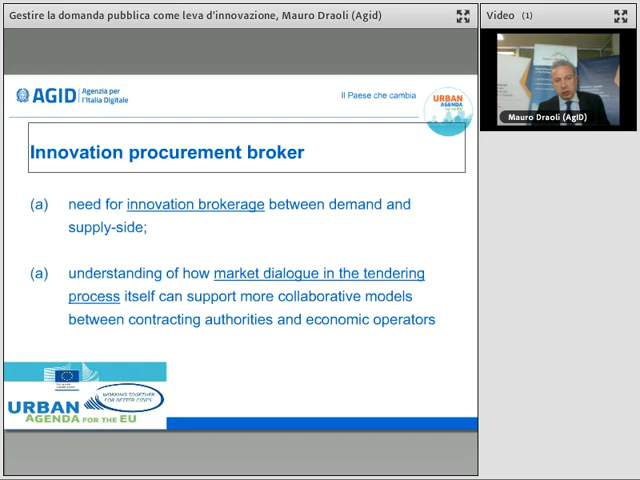 Gestire la domanda pubblica come leva d'innovazione, Mauro Draoli (Agid)
Video (1)
AGID Agenzia per
l'Italia Digitale
Il Paese che cambia
URBAN
AGENDA
Mauro Draoli (AgID)
Innovation procurement broker
(a) need for innovation brokerage between demand and
supply-side;
(a) understanding of how market dialogue in the tendering
process itself can support more collaborative models
between contracting authorities and economic operators
WORKING TOGETHER
FOR BETTER CITIES
URBAN
AGENDA FOR THE EU